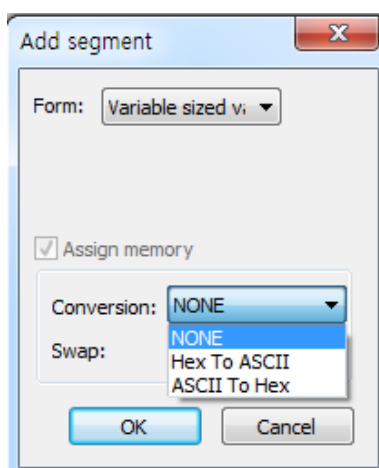 Add segment
Form: Variable sized va
Assign memory
Conversion: NONE
NONE
Swap:
Hex To ASCII
ASCII To Hex
OK Cancel